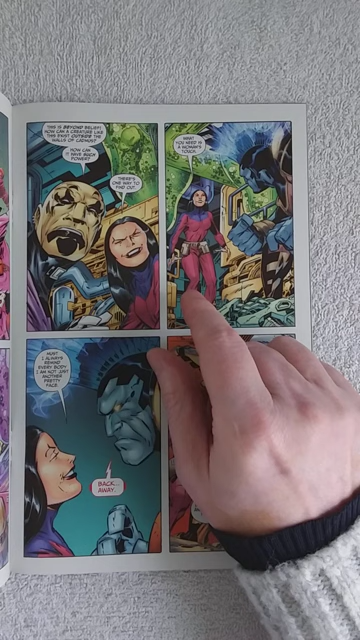 THIS IS BEYOND BELIEF!
HOW CAN A CREATURE LIKE
THIS EXIST OUTSIDE THE
WALLS OF CADMUS?
HOW CAN
IT HAVE SUCH
POWER?
THERE'S
ONE WAY TO
FIND OUT.
WHAT
YOU NEED IS
A WOMAN'S
TOUCH.
MUST
I ALWAYS
REMIND
EVERY BODY
I AM NOT JUST
ANOTHER
PRETTY
FACE.
BACK...
AWAY.